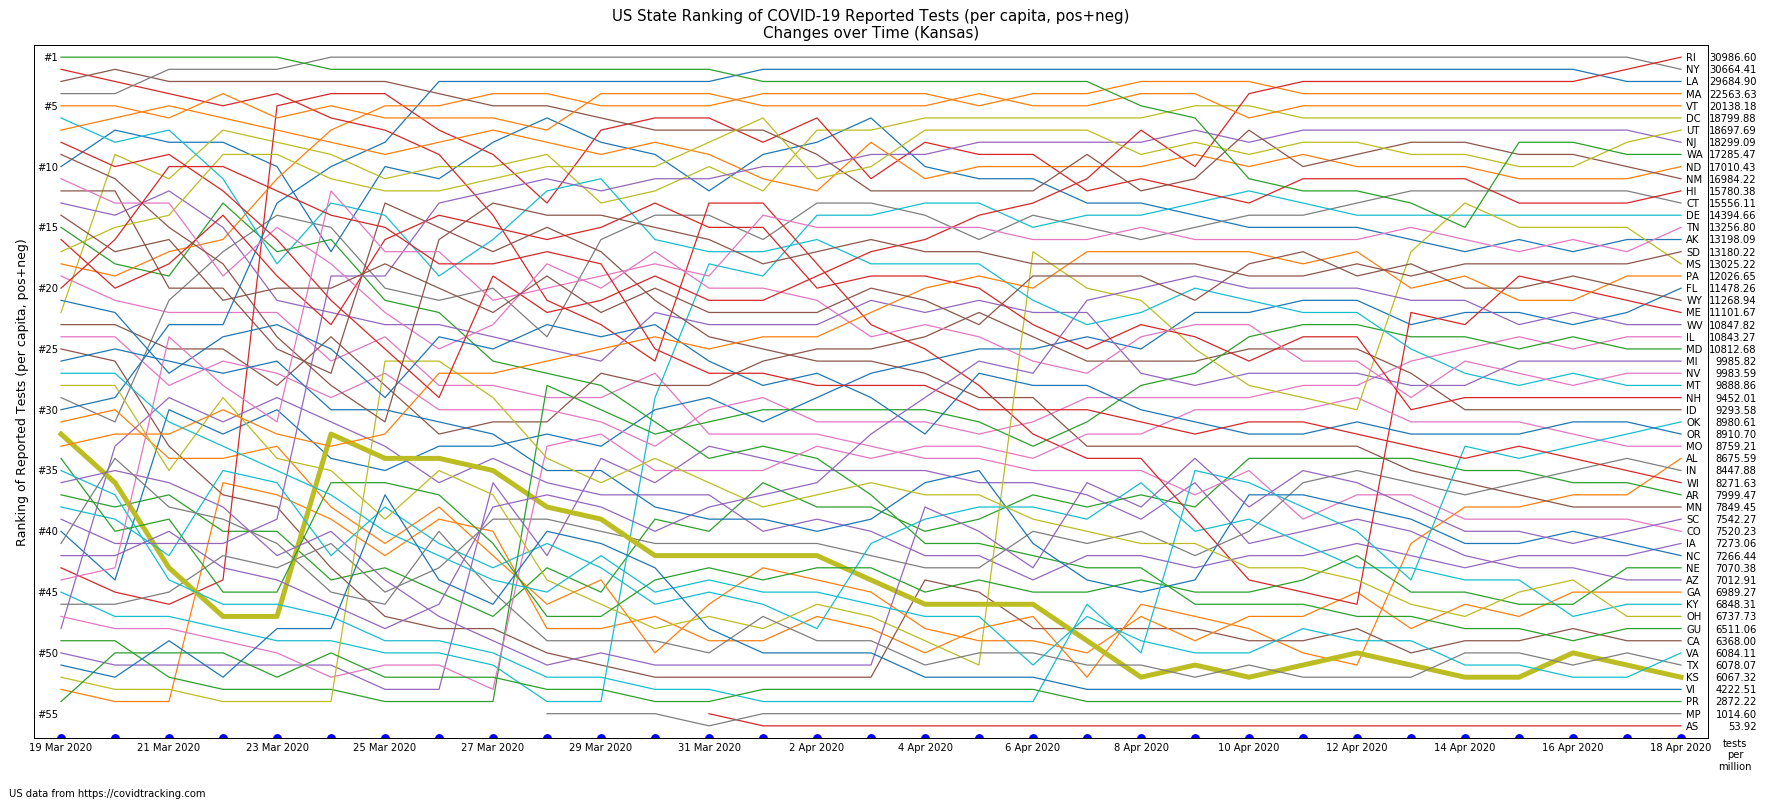 US State Ranking of COVID-19 Reported Tests (per capita, pos+neg)
Changes over Time (Kansas)
Ranking of Reported Tests (per capita, pos+neg)
#1
#5
#10
#15
#20
#25
#30
#35
#40
#45
#50
#55
RI 30986.60
NY 30664.41
LA 29684.90
MA 22563.63
VT 20138.18
DC 18799.88
UT 18697.69
NJ 18299.09
WA 17285.47
ND 17010.43
NM 16984.22
HI 15780.38
CT 15556.11
DE 14394.66
TN 13256.80
AK 13198.09
SD 13180.22
MS 13025.22
PA 12026.65
FL 11478.26
WY 11268.94
ME 11101.67
WV 10847.82
IL 10843.27
MD 10812.68
MI 9985.82
NV 9983.59
MT 9888.86
NH 9452.01
ID 9293.58
OK 8980.61
OR 8910.70
MO 8759.21
AL 8675.59
IN 8447.88
WI 8271.63
AR 7999.47
MN 7849.45
SC 7542.27
CO 7520.23
IA 7273.06
NC 7266.44
NE 7070.38
AZ 7012.91
GA 6989.27
KY 6848.31
OH 6737.73
GU 6511.06
CA 6368.00
VA 6084.11
TX 6078.07
KS 6067.32
VI 4222.51
PR 2872.22
MP 1014.60
AS 53.92
19 Mar 2020 21 Mar 2020 23 Mar 2020 25 Mar 2020 27 Mar 2020 29 Mar 2020 31 Mar 2020 2 Apr 2020 4 Apr 2020 6 Apr 2020 8 Apr 2020 10 Apr 2020 12 Apr 2020 14 Apr 2020 16 Apr 2020 18 Apr 2020
tests
per
million
US data from https://covidtracking.com